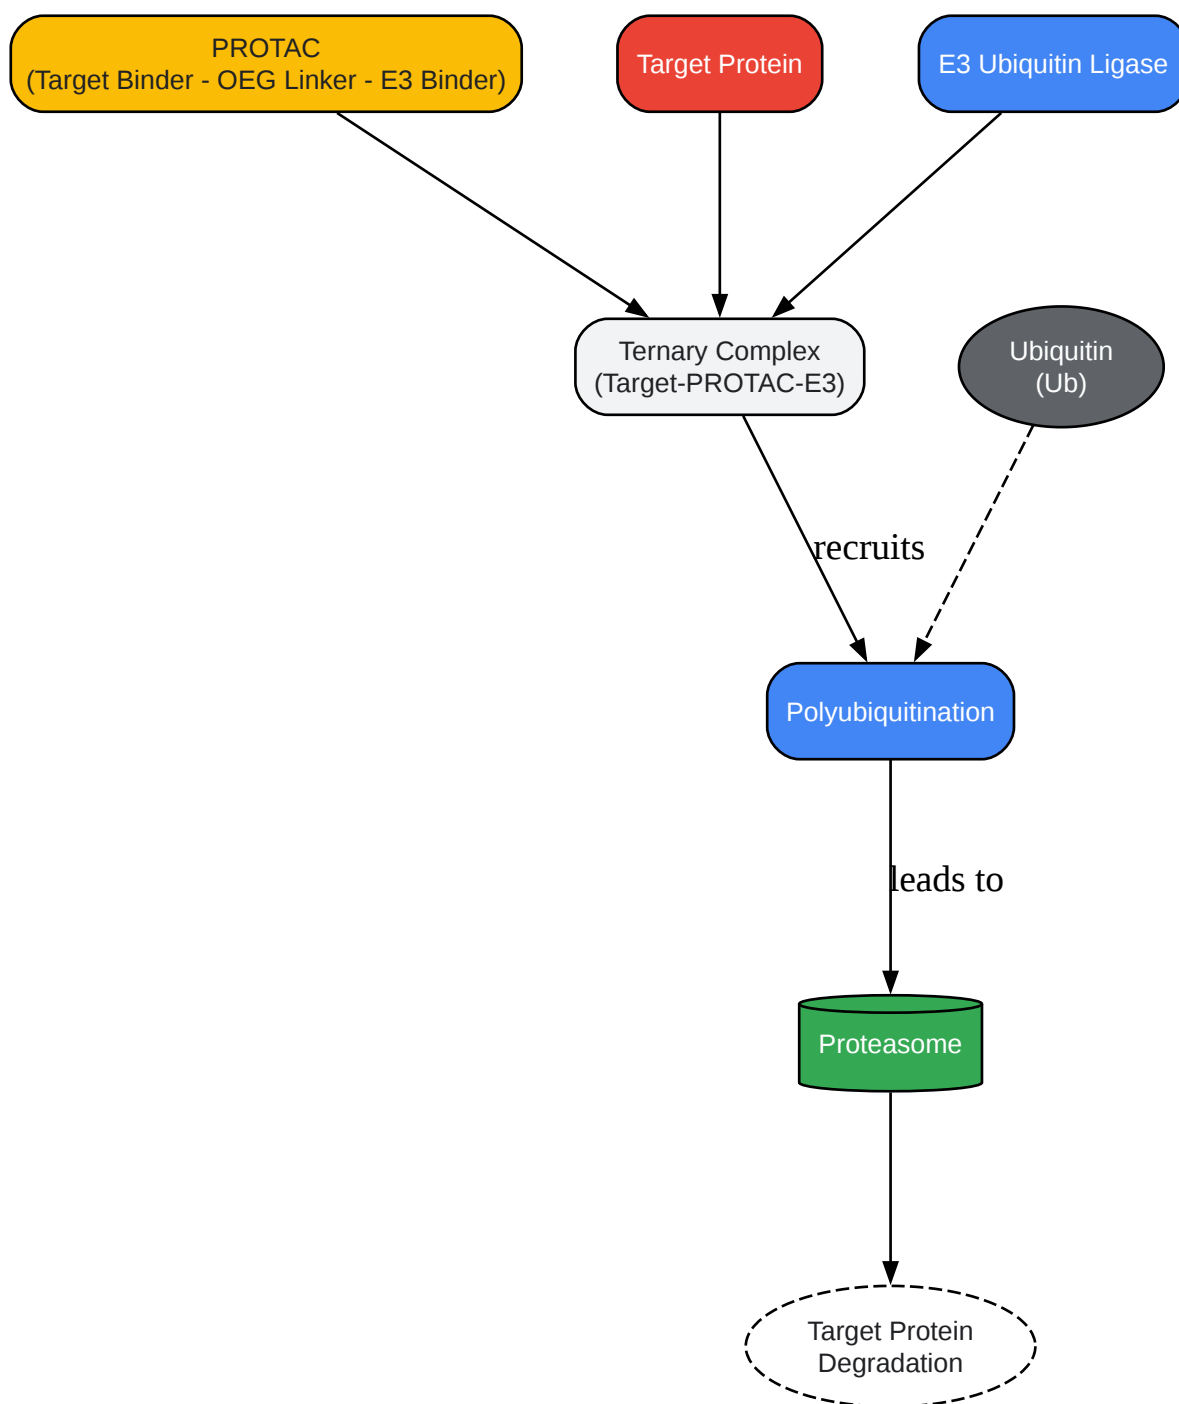 PROTAC
(Target Binder - OEG Linker - E3 Binder)
Target Protein
E3 Ubiquitin Ligase
Ternary Complex
(Target-PROTAC-E3)
Ubiquitin
(Ub)
recruits
Polyubiquitination
leads to
Proteasome
Target Protein
Degradation